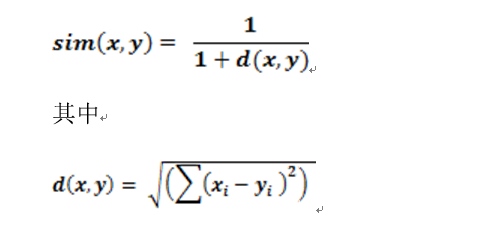 sim(x, y) = 1 / (1 + d(x, y))
其中
d(x, y) = √(∑(xᵢ − yᵢ)²)